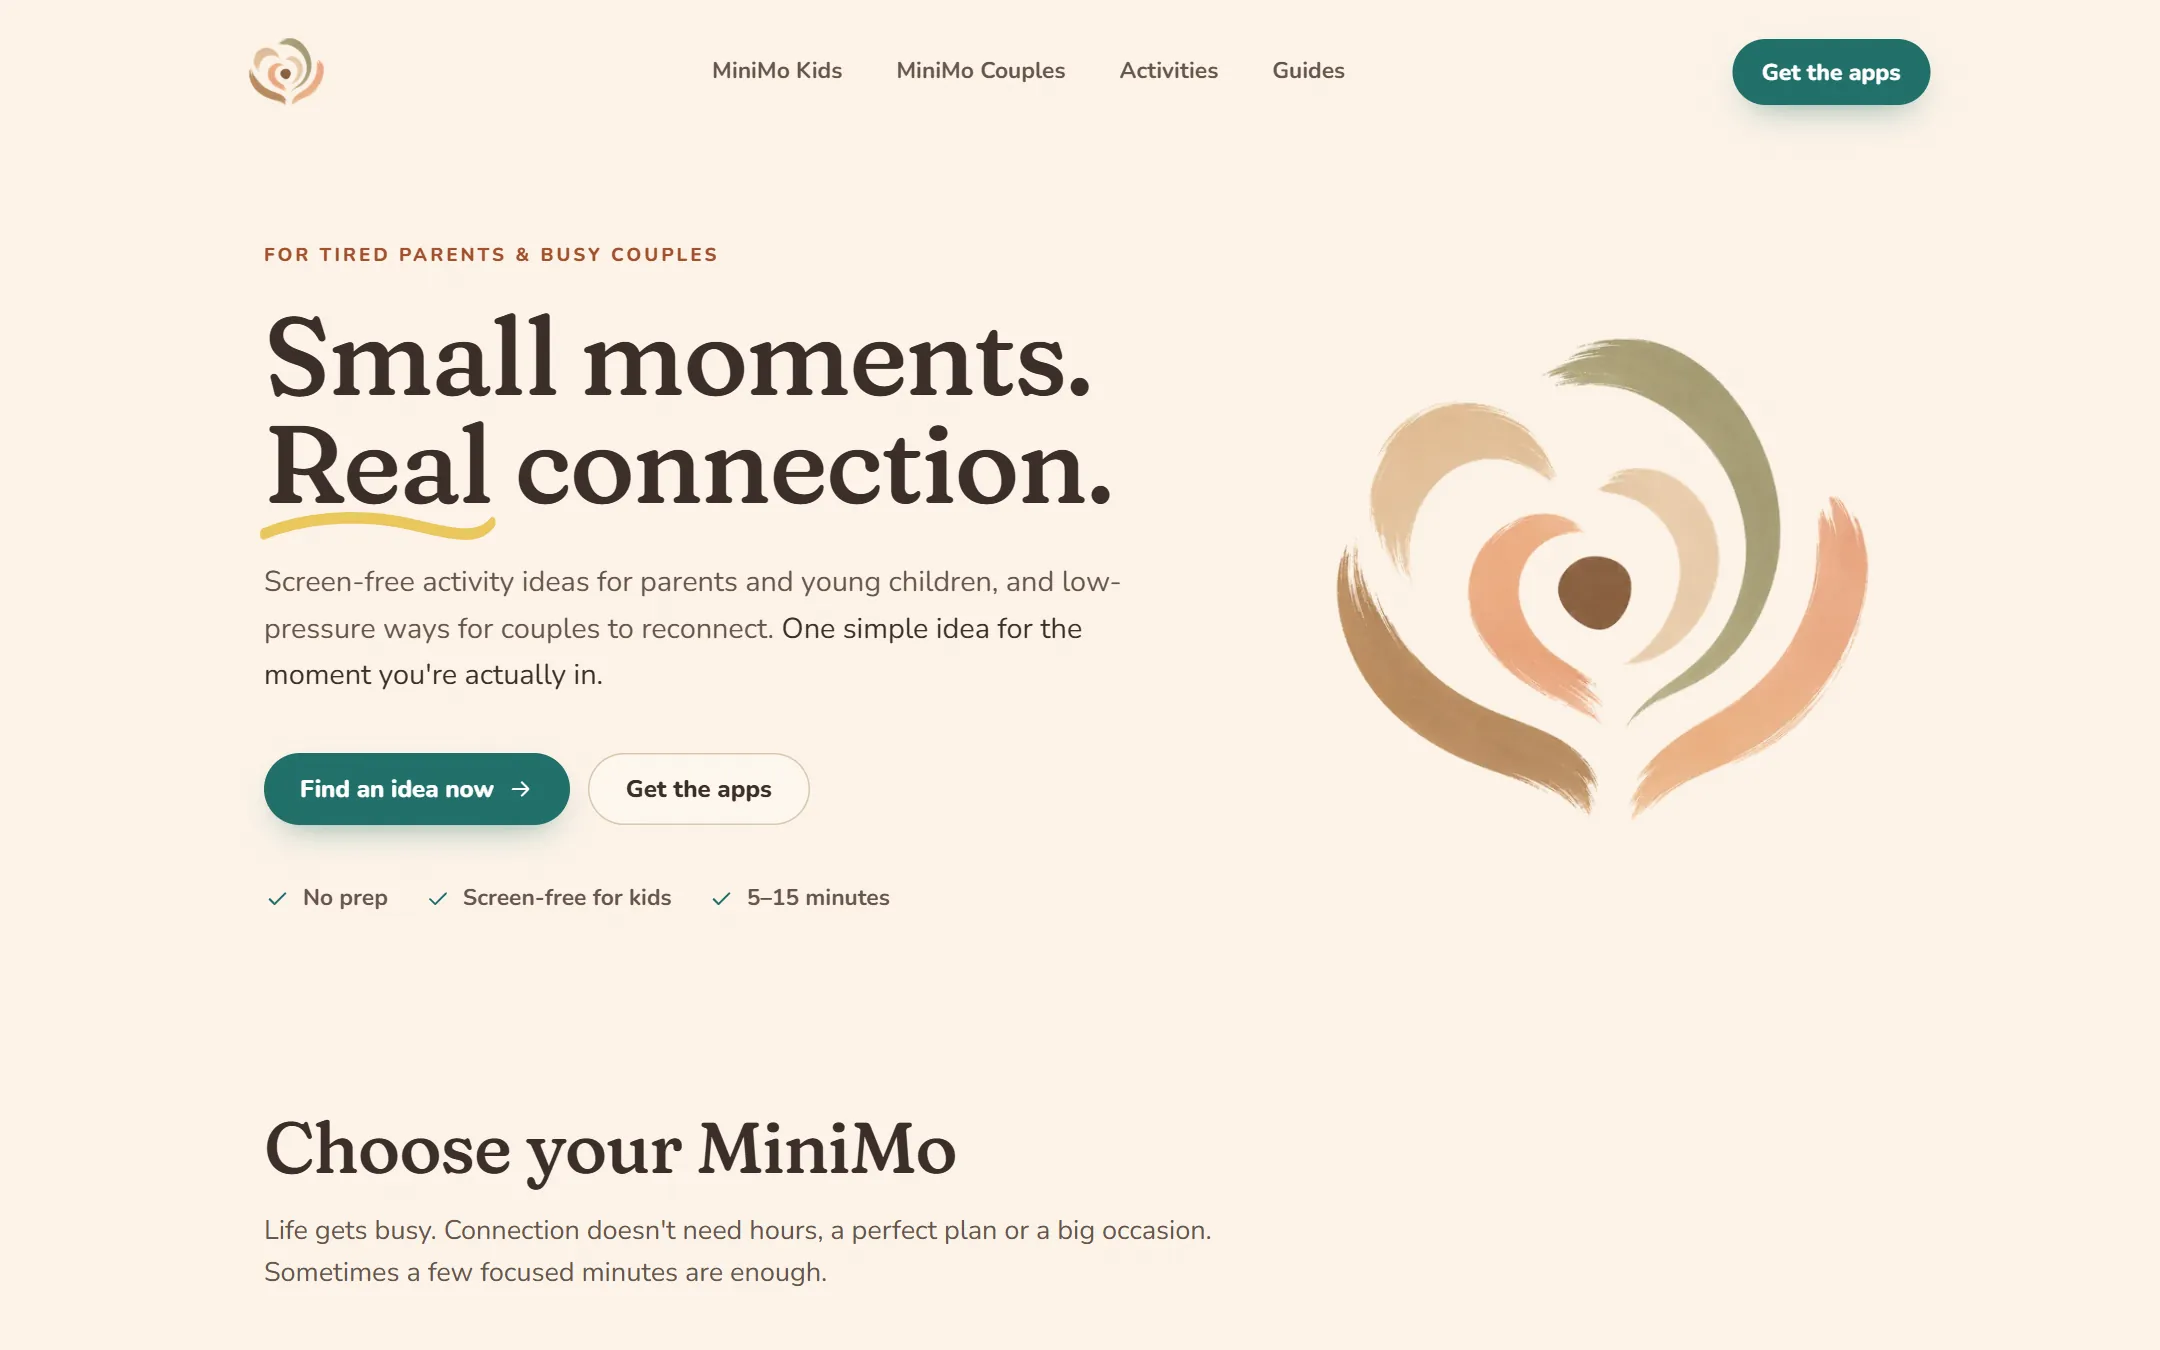 MiniMo Kids
MiniMo Couples
Activities
Guides
Get the apps
FOR TIRED PARENTS & BUSY COUPLES
Small moments.
Real connection.
Screen-free activity ideas for parents and young children, and low-
pressure ways for couples to reconnect. One simple idea for the
moment you're actually in.
Find an idea now →
Get the apps
No prep
Screen-free for kids
5–15 minutes
Choose your MiniMo
Life gets busy. Connection doesn't need hours, a perfect plan or a big occasion.
Sometimes a few focused minutes are enough.